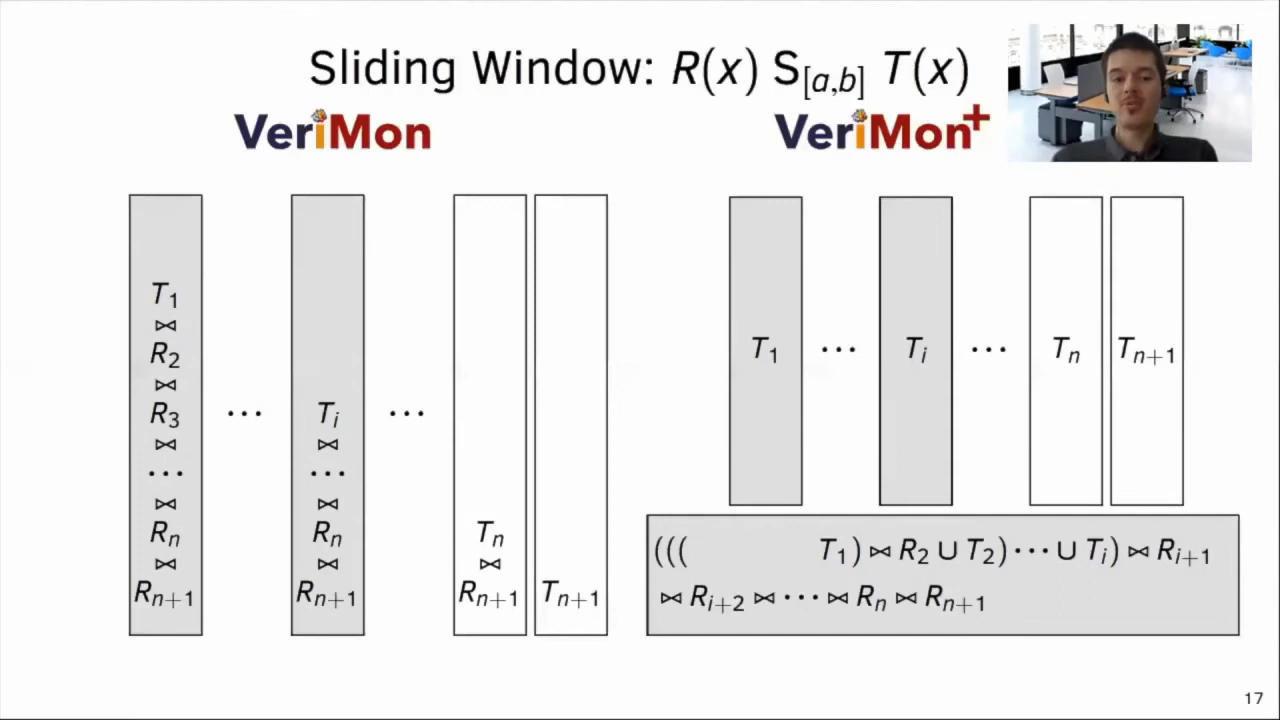 Sliding Window: R(x) S[a,b] T(x)
VeriMon
VeriMon+
T1
⋈
R2
⋈
R3
⋈
⋯
⋈
Rn
⋈
Rn+1
⋯
Ti
⋈
⋯
⋈
Rn
⋈
Rn+1
⋯
Tn
⋈
Rn+1
Tn+1
T1 ⋯ Ti ⋯ Tn Tn+1
((( T1) ⋈ R2 ∪ T2) ⋯ ∪ Ti) ⋈ Ri+1
⋈ Ri+2 ⋈ ⋯ ⋈ Rn ⋈ Rn+1
17